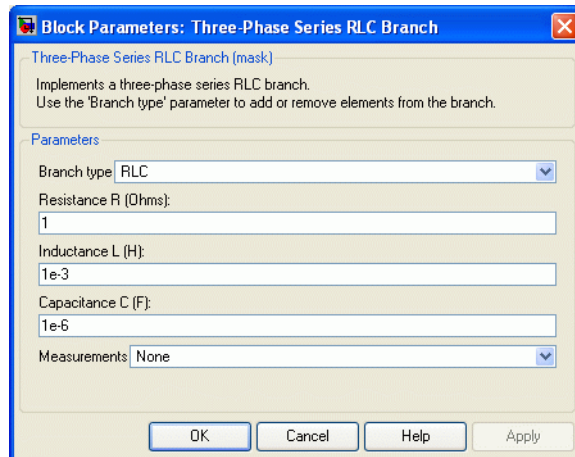 Block Parameters: Three-Phase Series RLC Branch
Three-Phase Series RLC Branch (mask)
Implements a three-phase series RLC branch.
Use the 'Branch type' parameter to add or remove elements from the branch.
Parameters
Branch type RLC
Resistance R (Ohms):
1
Inductance L (H):
1e-3
Capacitance C (F):
1e-6
Measurements None
OK Cancel Help Apply